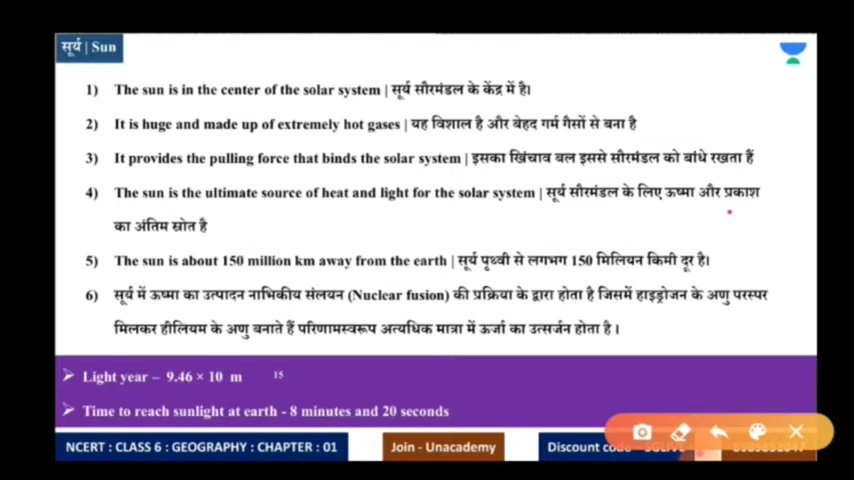 सूर्य | Sun
1) The sun is in the center of the solar system | सूर्य सौरमंडल के केंद्र में है।
2) It is huge and made up of extremely hot gases | यह विशाल है और बेहद गर्म गैसों से बना है
3) It provides the pulling force that binds the solar system | इसका खिंचाव बल इससे सौरमंडल को बांधे रखता हैं
4) The sun is the ultimate source of heat and light for the solar system | सूर्य सौरमंडल के लिए ऊष्मा और प्रकाश
का अंतिम स्रोत है
5) The sun is about 150 million km away from the earth | सूर्य पृथ्वी से लगभग 150 मिलियन किमी दूर है।
6) सूर्य में ऊष्मा का उत्पादन नाभिकीय संलयन (Nuclear fusion) की प्रक्रिया के द्वारा होता है जिसमें हाइड्रोजन के अणु परस्पर
मिलकर हीलियम के अणु बनाते हैं परिणामस्वरूप अत्यधिक मात्रा में ऊर्जा का उत्सर्जन होता है ।
➢ Light year – 9.46 × 10 m 15
➢ Time to reach sunlight at earth - 8 minutes and 20 seconds
NCERT : CLASS 6 : GEOGRAPHY : CHAPTER : 01
Join - Unacademy
Discount code